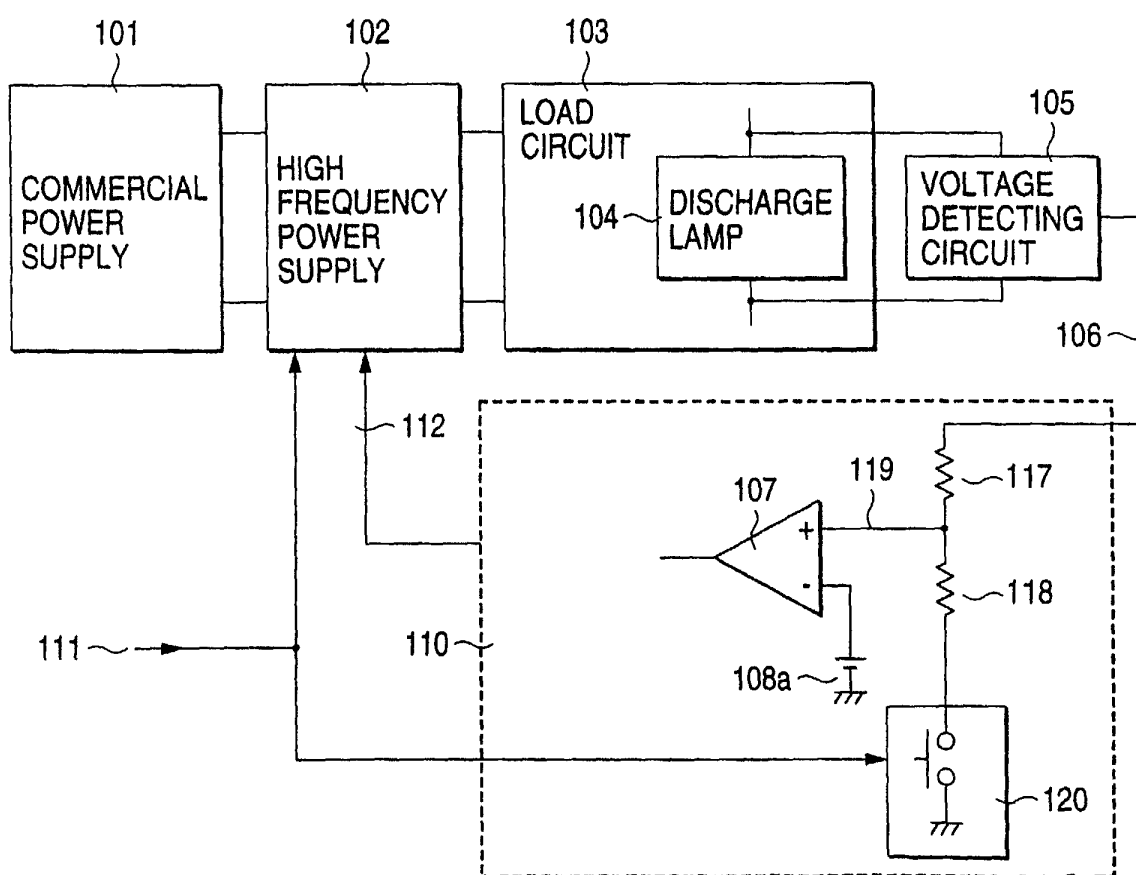 101
102
103
105
COMMERCIAL
POWER
SUPPLY
HIGH
FREQUENCY
POWER
SUPPLY
LOAD
CIRCUIT
104
DISCHARGE
LAMP
VOLTAGE
DETECTING
CIRCUIT
106
112
107
119
117
+
-
118
111
110
108a
120